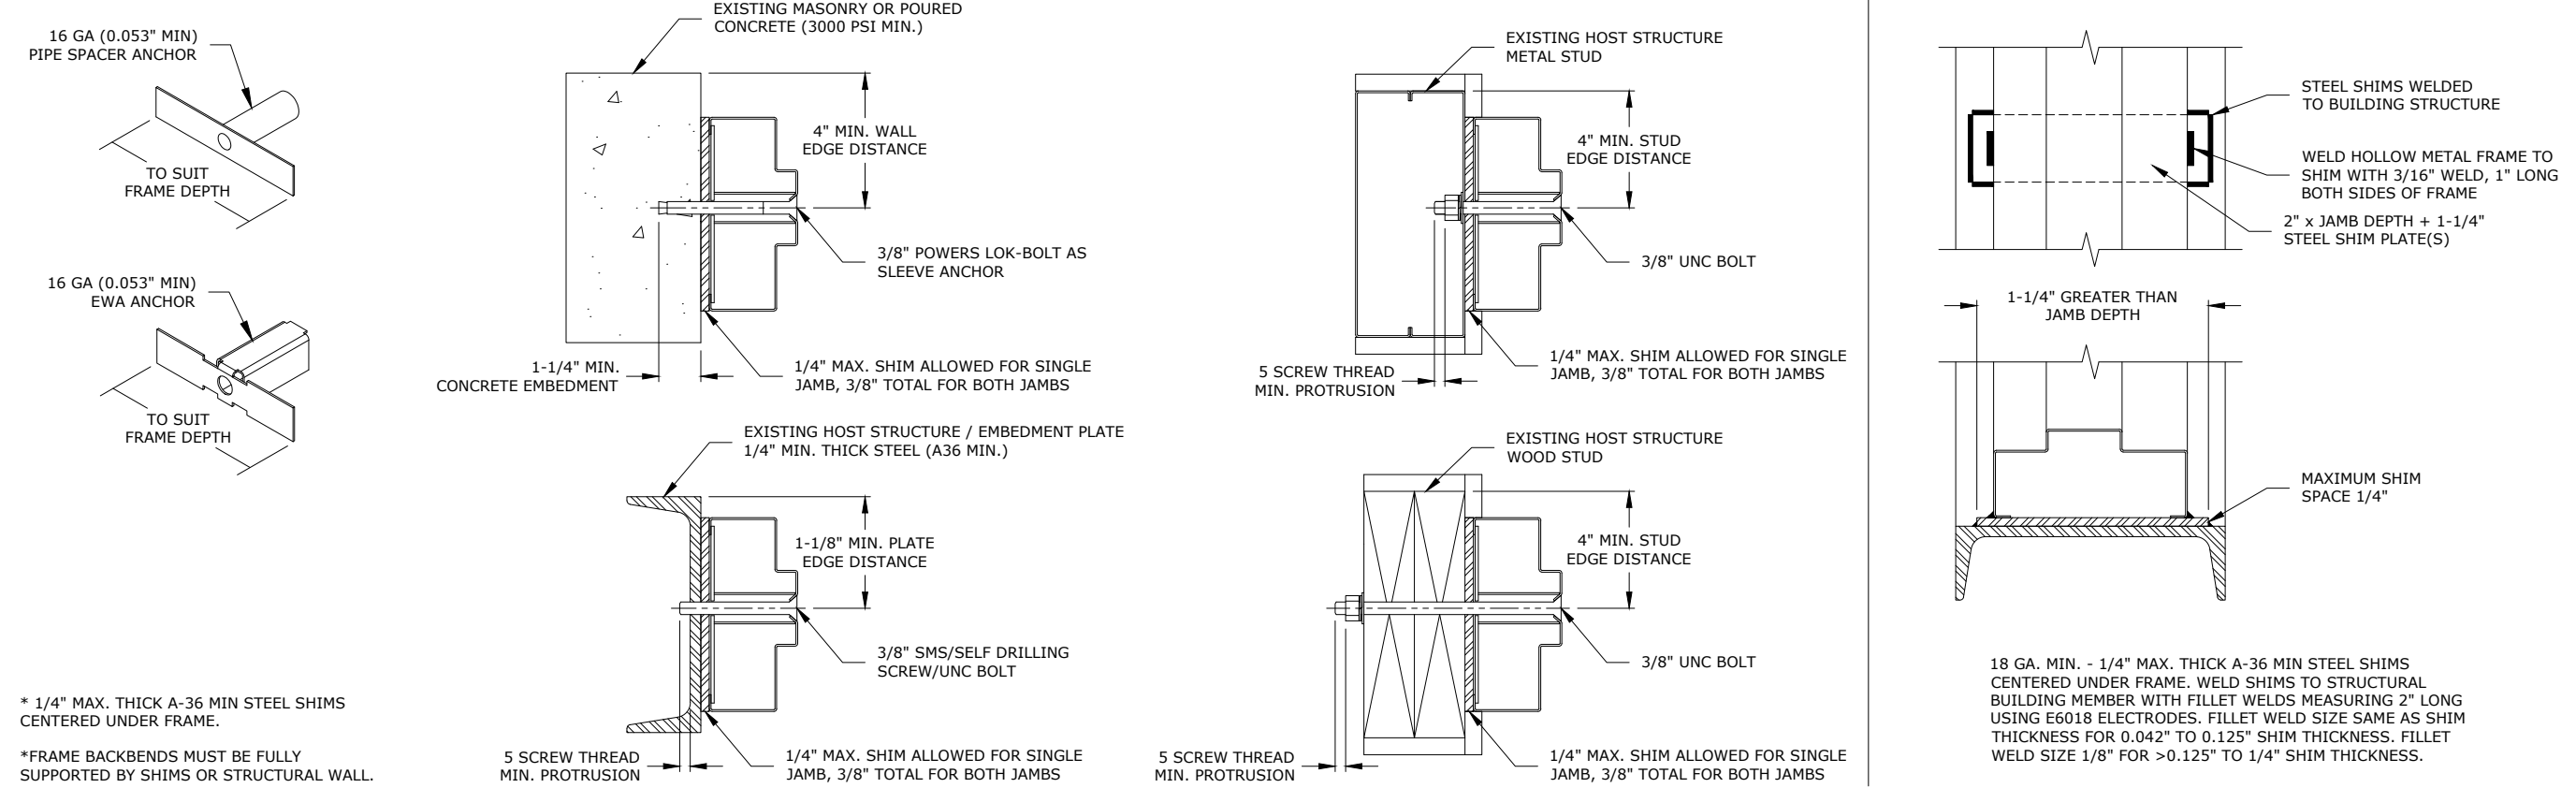 16 GA (0.053" MIN)
PIPE SPACER ANCHOR
TO SUIT
FRAME DEPTH
16 GA (0.053" MIN)
EWA ANCHOR
TO SUIT
FRAME DEPTH
* 1/4" MAX. THICK A-36 MIN STEEL SHIMS
CENTERED UNDER FRAME.
*FRAME BACKBENDS MUST BE FULLY
SUPPORTED BY SHIMS OR STRUCTURAL WALL.
EXISTING MASONRY OR POURED
CONCRETE (3000 PSI MIN.)
4" MIN. WALL
EDGE DISTANCE
3/8" POWERS LOK-BOLT AS
SLEEVE ANCHOR
1-1/4" MIN.
CONCRETE EMBEDMENT
1/4" MAX. SHIM ALLOWED FOR SINGLE
JAMB, 3/8" TOTAL FOR BOTH JAMBS
EXISTING HOST STRUCTURE / EMBEDMENT PLATE
1/4" MIN. THICK STEEL (A36 MIN.)
1-1/8" MIN. PLATE
EDGE DISTANCE
3/8" SMS/SELF DRILLING
SCREW/UNC BOLT
5 SCREW THREAD
MIN. PROTRUSION
1/4" MAX. SHIM ALLOWED FOR SINGLE
JAMB, 3/8" TOTAL FOR BOTH JAMBS
EXISTING HOST STRUCTURE
METAL STUD
4" MIN. STUD
EDGE DISTANCE
3/8" UNC BOLT
5 SCREW THREAD
MIN. PROTRUSION
1/4" MAX. SHIM ALLOWED FOR SINGLE
JAMB, 3/8" TOTAL FOR BOTH JAMBS
EXISTING HOST STRUCTURE
WOOD STUD
4" MIN. STUD
EDGE DISTANCE
3/8" UNC BOLT
5 SCREW THREAD
MIN. PROTRUSION
1/4" MAX. SHIM ALLOWED FOR SINGLE
JAMB, 3/8" TOTAL FOR BOTH JAMBS
STEEL SHIMS WELDED
TO BUILDING STRUCTURE
WELD HOLLOW METAL FRAME TO
SHIM WITH 3/16" WELD, 1" LONG
BOTH SIDES OF FRAME
2" x JAMB DEPTH + 1-1/4"
STEEL SHIM PLATE(S)
1-1/4" GREATER THAN
JAMB DEPTH
MAXIMUM SHIM
SPACE 1/4"
18 GA. MIN. - 1/4" MAX. THICK A-36 MIN STEEL SHIMS
CENTERED UNDER FRAME. WELD SHIMS TO STRUCTURAL
BUILDING MEMBER WITH FILLET WELDS MEASURING 2" LONG
USING E6018 ELECTRODES. FILLET WELD SIZE SAME AS SHIM
THICKNESS FOR 0.042" TO 0.125" SHIM THICKNESS. FILLET
WELD SIZE 1/8" FOR >0.125" TO 1/4" SHIM THICKNESS.